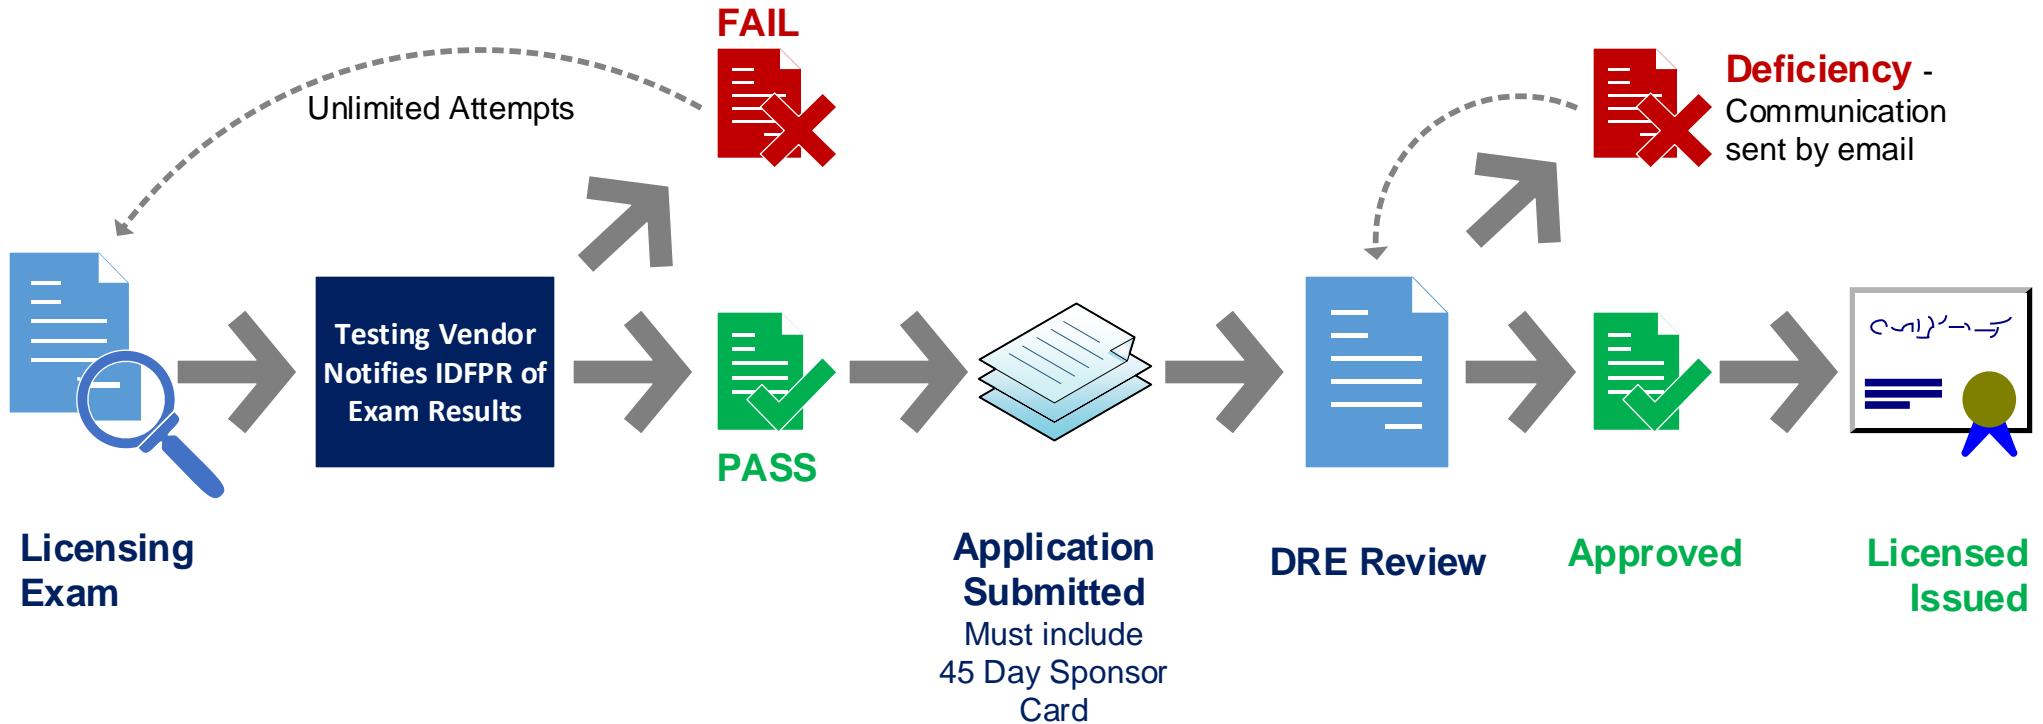 FAIL
Unlimited Attempts
Deficiency -
Communication
sent by email
Testing Vendor
Notifies IDFPR of
Exam Results
PASS
Licensing
Exam
Application
Submitted
Must include
45 Day Sponsor
Card
DRE Review
Approved
Licensed
Issued